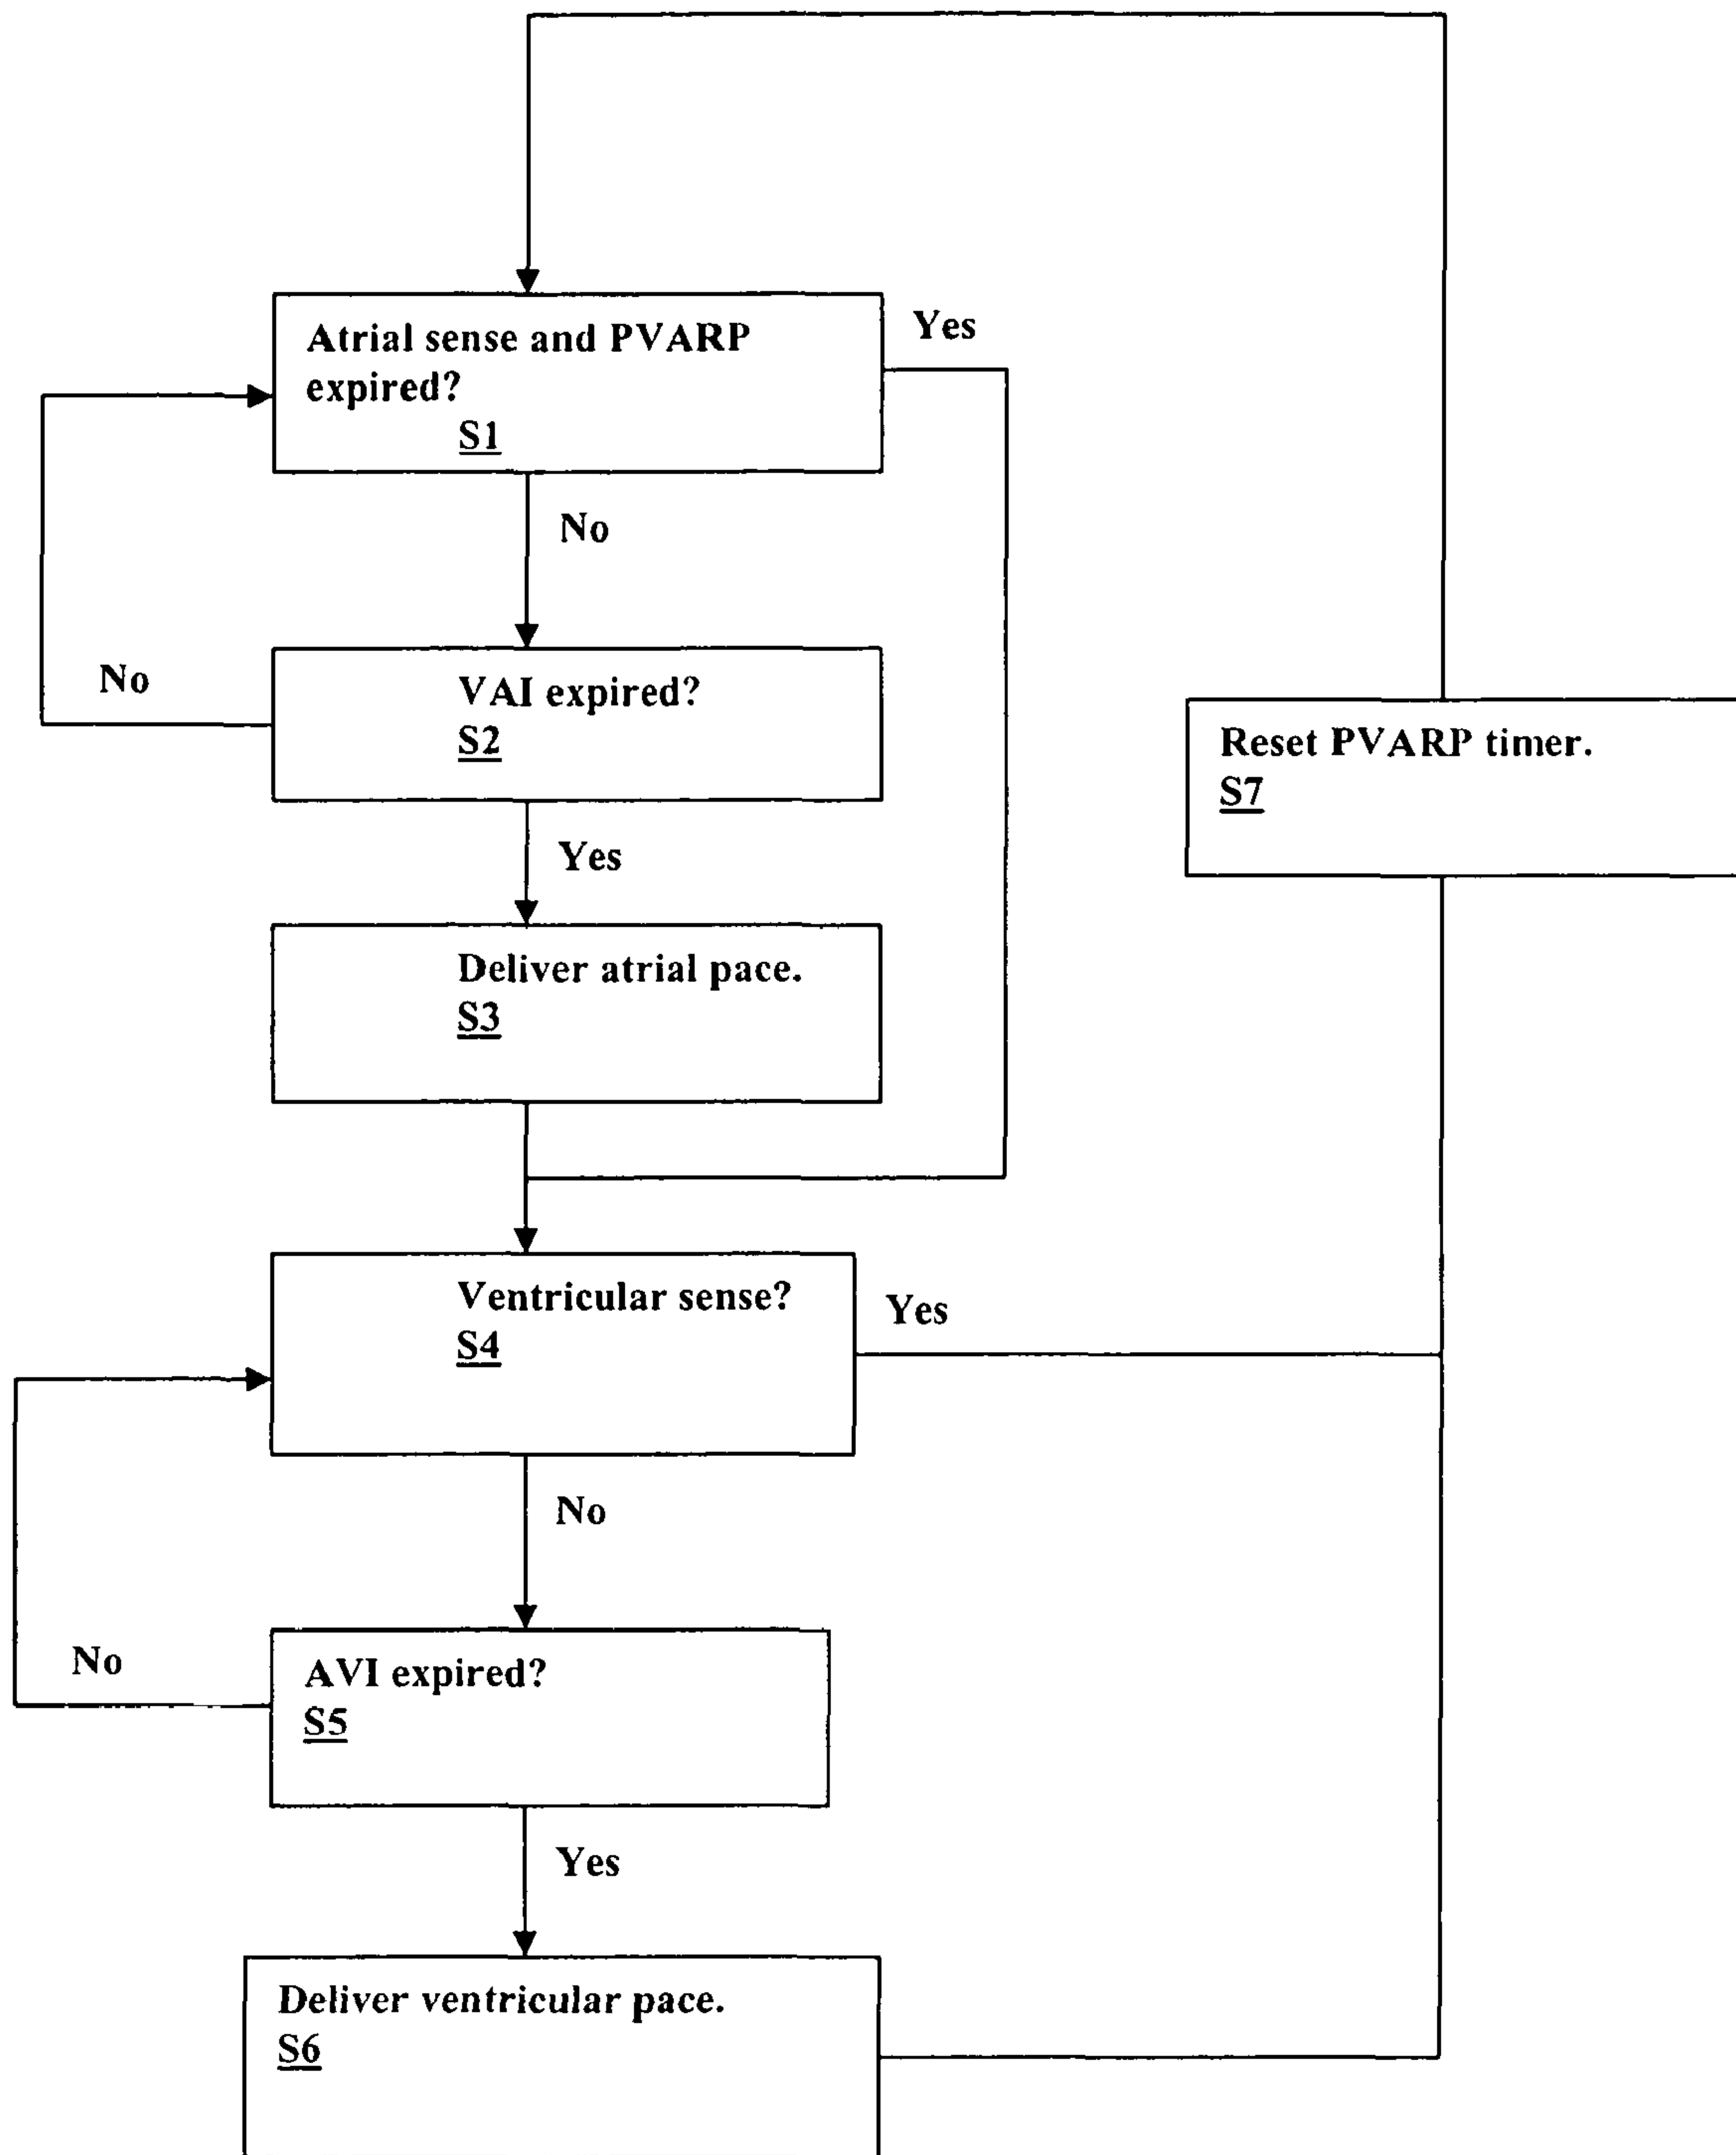 Atrial sense and PVARP
expired?
S1
Yes
No
VAI expired?
S2
No
Yes
Reset PVARP timer.
S7
Deliver atrial pace.
S3
Ventricular sense?
S4
Yes
No
AVI expired?
S5
No
Yes
Deliver ventricular pace.
S6